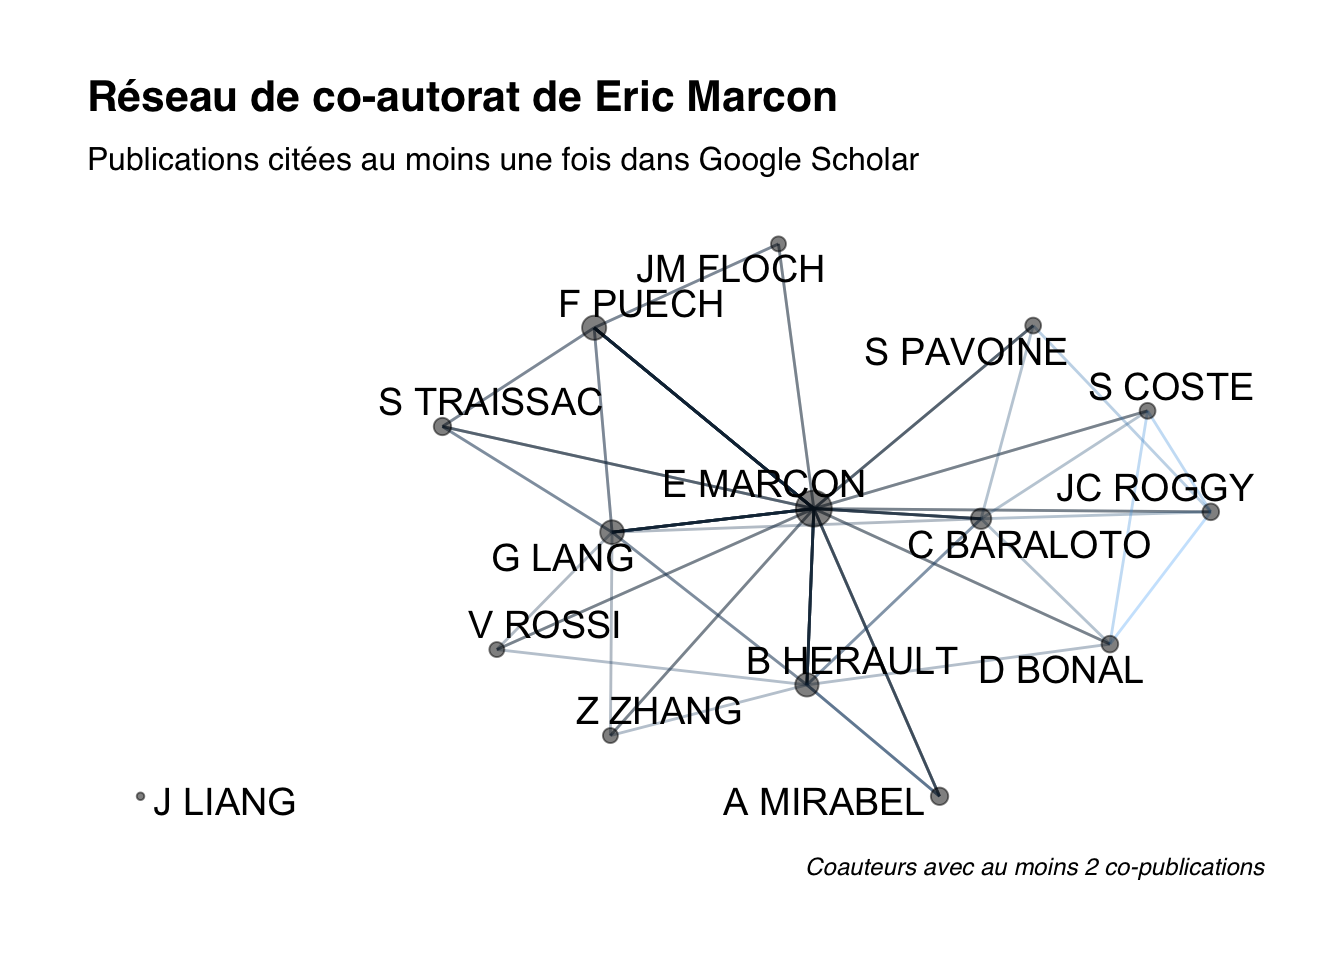 Réseau de co-autorat de Eric Marcon
Publications citées au moins une fois dans Google Scholar
JM FLOCH
F PUECH
S PAVOINE
S COSTE
S TRAISSAC
E MARCON
JC ROGGY
C BARALOTO
G LANG
V ROSSI
B HERAULT
D BONAL
Z ZHANG
J LIANG
A MIRABEL
Coauteurs avec au moins 2 co-publications